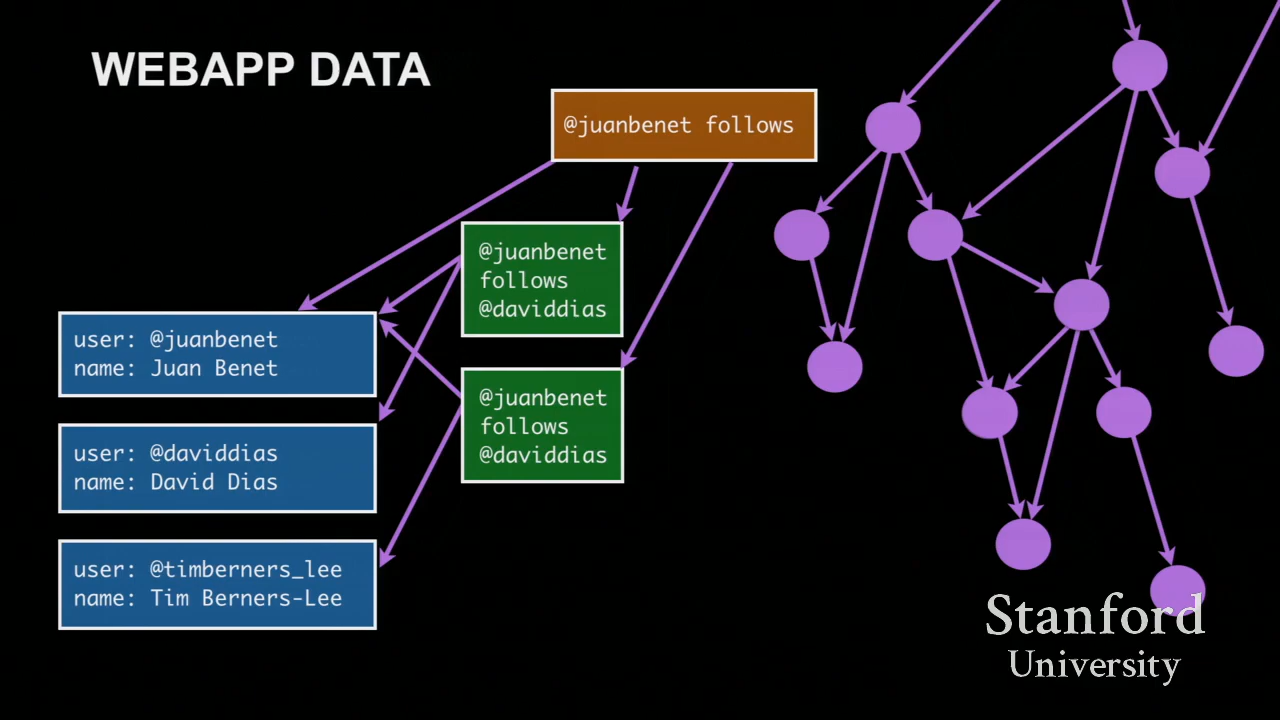 WEBAPP DATA
@juanbenet follows
@juanbenet
follows
@daviddias
user: @juanbenet
name: Juan Benet
@juanbenet
follows
@daviddias
user: @daviddias
name: David Dias
user: @timberners_lee
name: Tim Berners-Lee
Stanford
University